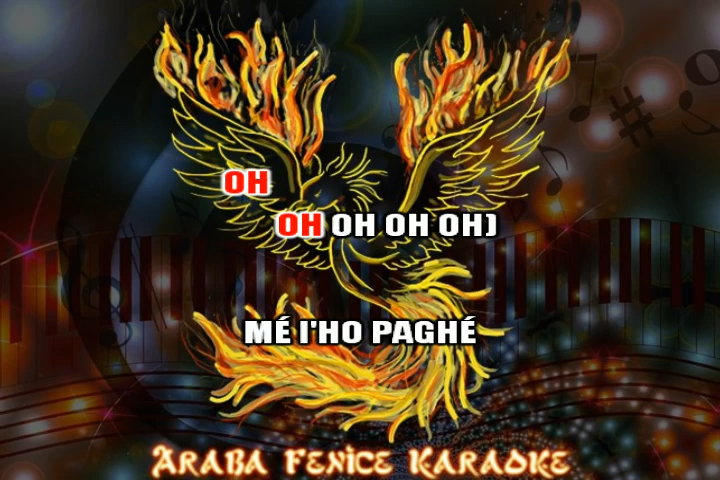 OH
OH OH OH OH)
MÉ I'HO PAGHÉ
ARABA FENICE KARAOKE